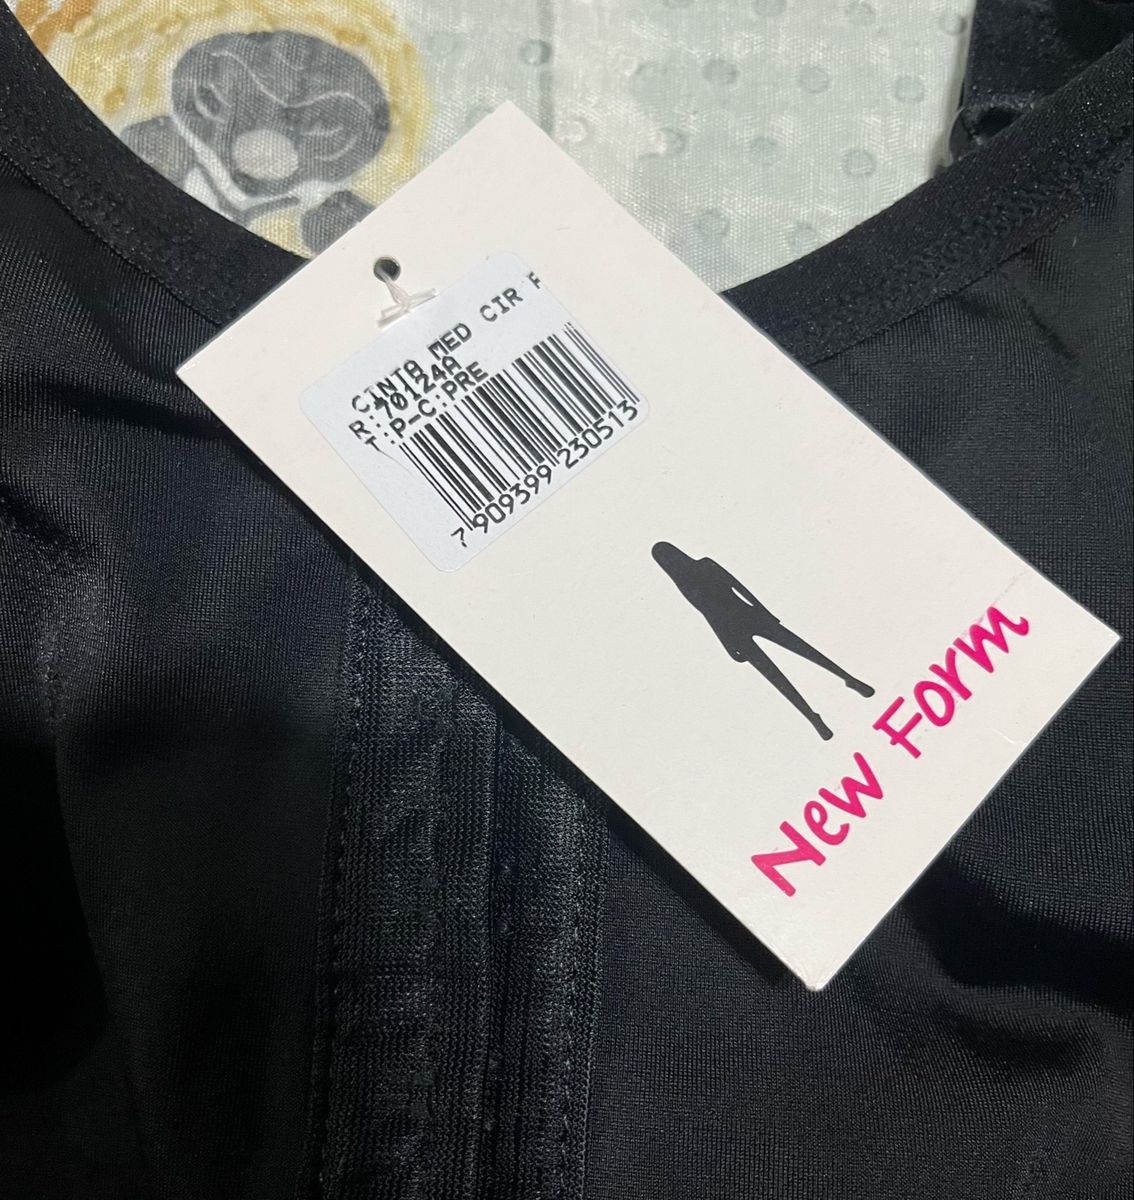 CINTA MED CIR F
R:70124A
T:P-C:PRE
7 909399 230513
New Form